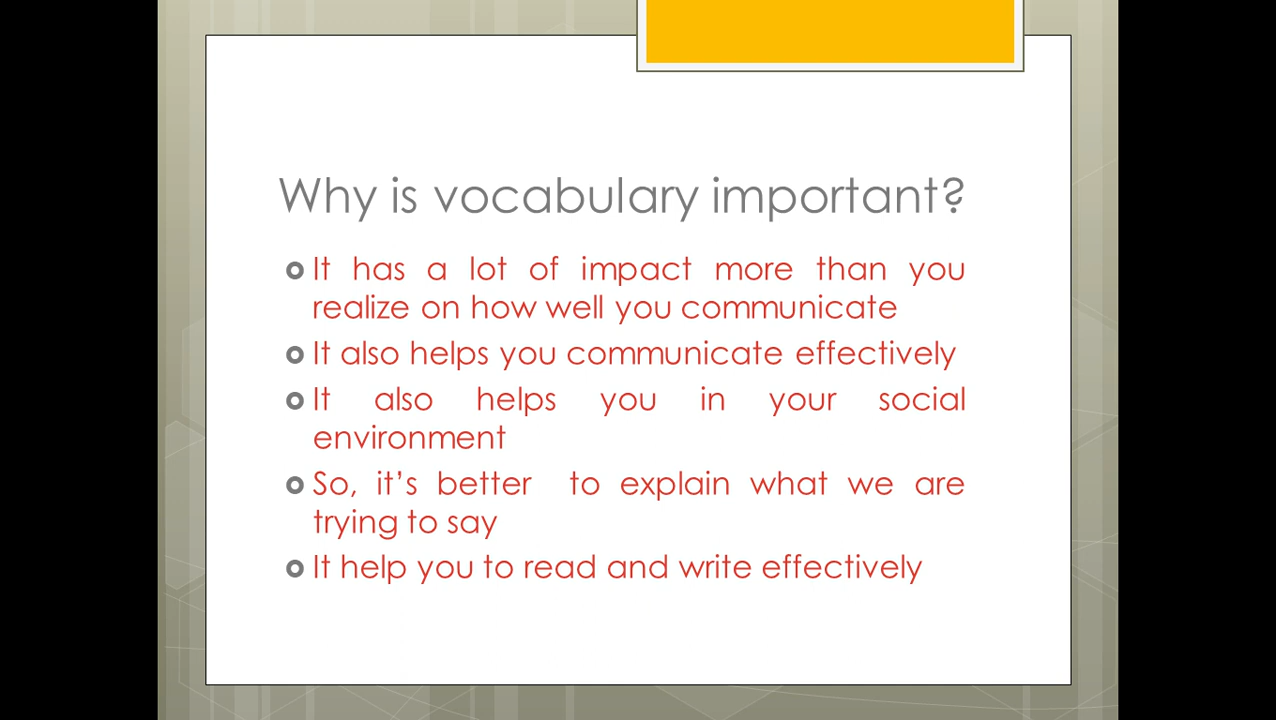 Why is vocabulary important?
It has a lot of impact more than you
realize on how well you communicate
It also helps you communicate effectively
It also helps you in your social
environment
So, it’s better to explain what we are
trying to say
It help you to read and write effectively